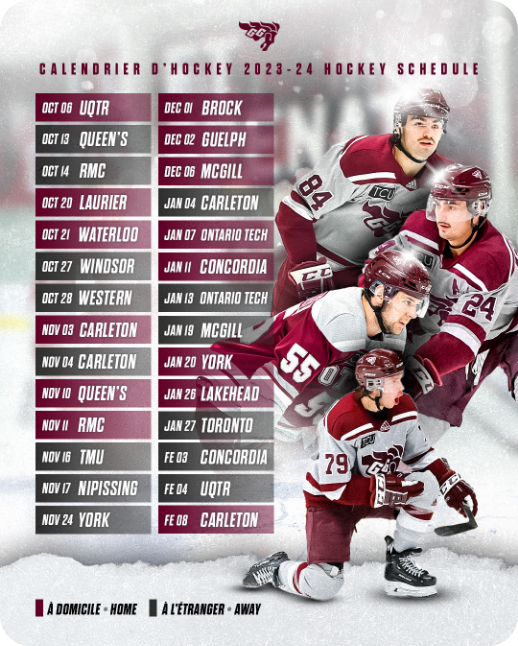 CALENDRIER D'HOCKEY 2023-24 HOCKEY SCHEDULE
OCT 06 UQTR
OCT 13 QUEEN'S
OCT 14 RMC
OCT 20 LAURIER
OCT 21 WATERLOO
OCT 27 WINDSOR
OCT 28 WESTERN
NOV 03 CARLETON
NOV 04 CARLETON
NOV 10 QUEEN'S
NOV 11 RMC
NOV 16 TMU
NOV 17 NIPISSING
NOV 24 YORK
DEC 01 BROCK
DEC 02 GUELPH
DEC 06 MCGILL
JAN 04 CARLETON
JAN 07 ONTARIO TECH
JAN 11 CONCORDIA
JAN 13 ONTARIO TECH
JAN 19 MCGILL
JAN 20 YORK
JAN 26 LAKEHEAD
JAN 27 TORONTO
FE 03 CONCORDIA
FE 04 UQTR
FE 08 CARLETON
84
24
55
79
CCM
À DOMICILE • HOME
À L'ÉTRANGER • AWAY